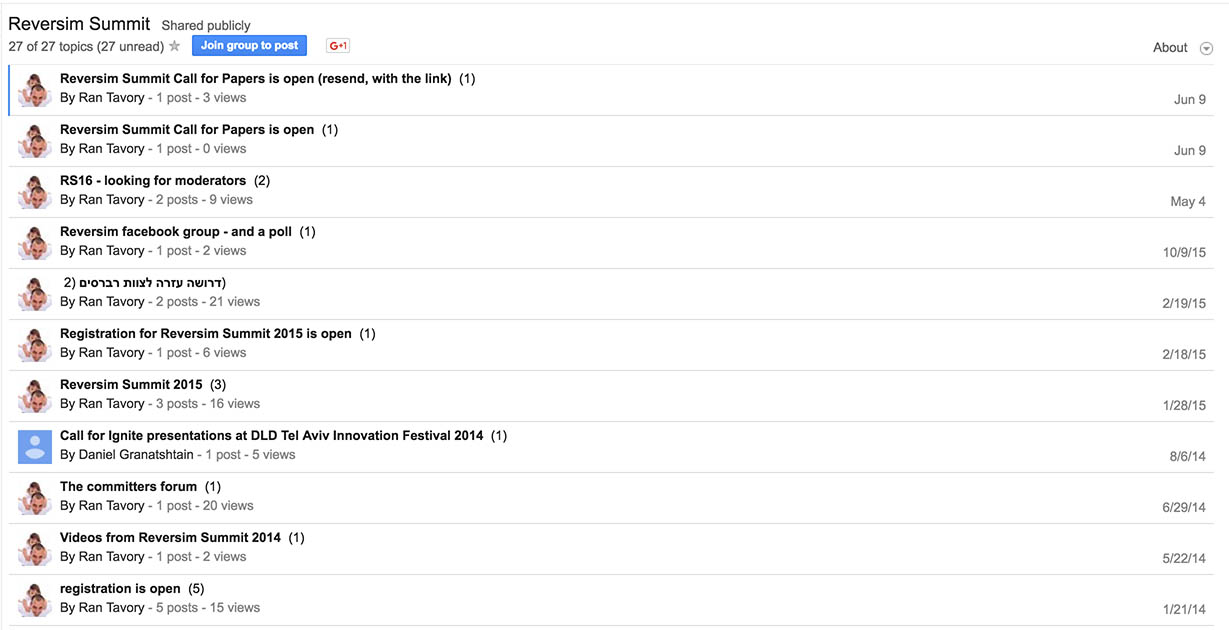 Reversim Summit Shared publicly
27 of 27 topics (27 unread) ★ Join group to post G+1
About
Reversim Summit Call for Papers is open (resend, with the link) (1)
By Ran Tavory - 1 post - 3 views
Jun 9
Reversim Summit Call for Papers is open (1)
By Ran Tavory - 1 post - 0 views
Jun 9
RS16 - looking for moderators (2)
By Ran Tavory - 2 posts - 9 views
May 4
Reversim facebook group - and a poll (1)
By Ran Tavory - 1 post - 2 views
10/9/15
דרושה עזרה לצוות רברסים (2)
By Ran Tavory - 2 posts - 21 views
2/19/15
Registration for Reversim Summit 2015 is open (1)
By Ran Tavory - 1 post - 6 views
2/18/15
Reversim Summit 2015 (3)
By Ran Tavory - 3 posts - 16 views
1/28/15
Call for Ignite presentations at DLD Tel Aviv Innovation Festival 2014 (1)
By Daniel Granatshtain - 1 post - 5 views
8/6/14
The committers forum (1)
By Ran Tavory - 1 post - 20 views
6/29/14
Videos from Reversim Summit 2014 (1)
By Ran Tavory - 1 post - 2 views
5/22/14
registration is open (5)
By Ran Tavory - 5 posts - 15 views
1/21/14